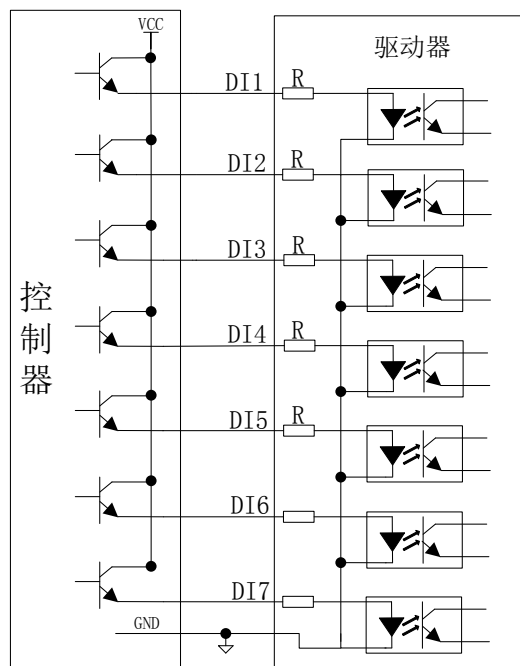 VCC
驱动器
DI1 R
DI2 R
DI3 R
控制器
DI4 R
DI5 R
DI6
DI7
GND